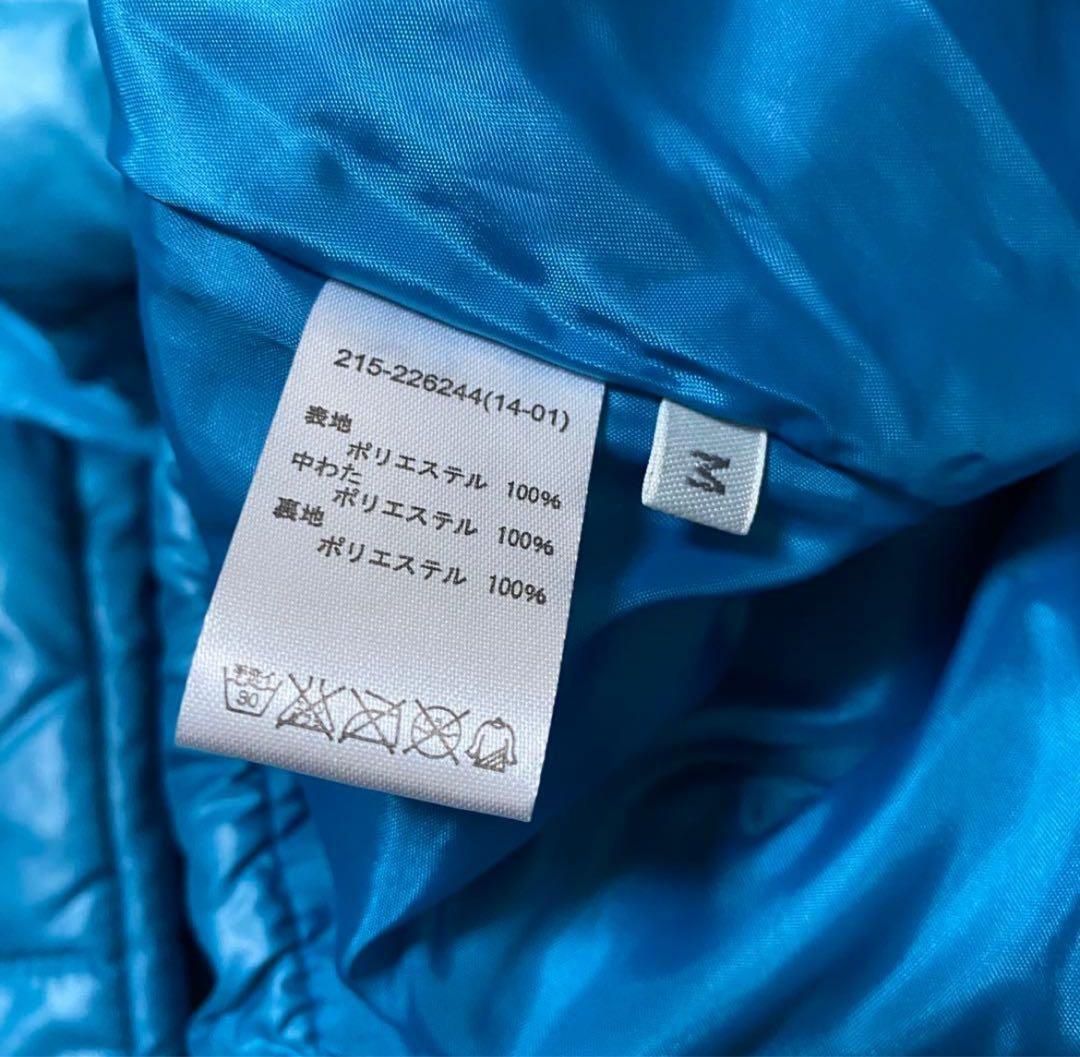 215-226244(14-01)
表地
ポリエステル 100%
中わた
ポリエステル 100%
裏地
ポリエステル 100%
手洗イ
30
M